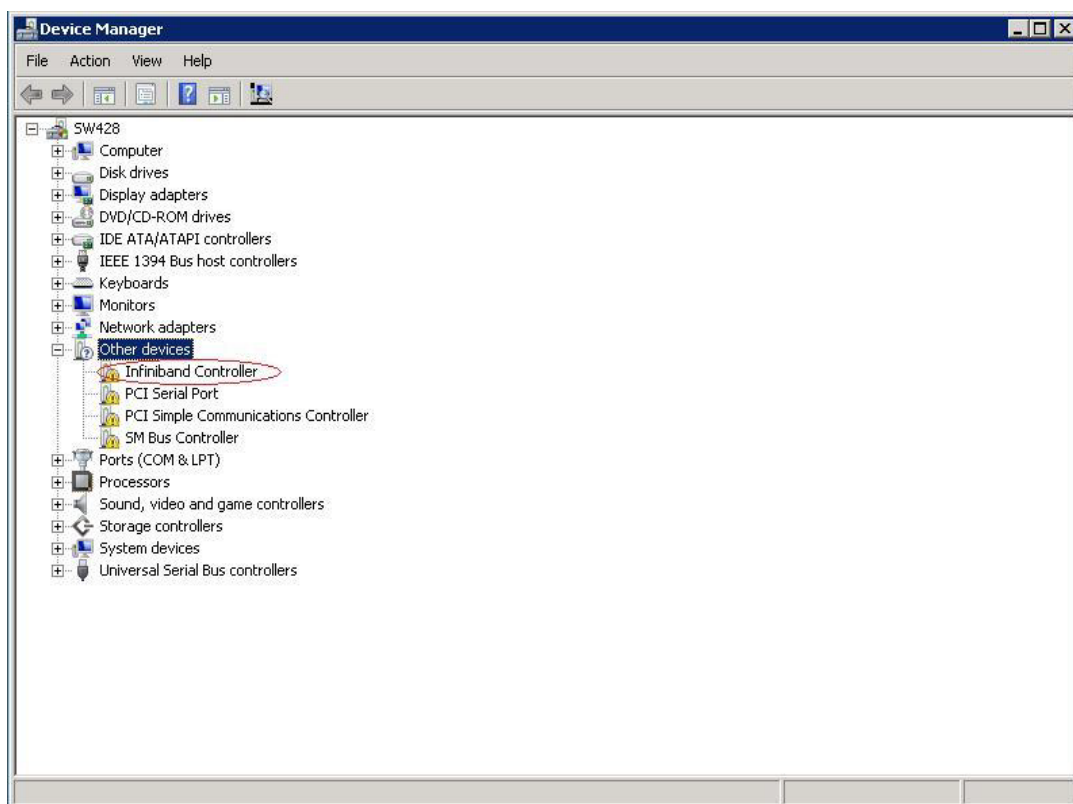 Device Manager
File Action View Help
SW428
Computer
Disk drives
Display adapters
DVD/CD-ROM drives
IDE ATA/ATAPI controllers
IEEE 1394 Bus host controllers
Keyboards
Monitors
Network adapters
Other devices
Infiniband Controller
PCI Serial Port
PCI Simple Communications Controller
SM Bus Controller
Ports (COM & LPT)
Processors
Sound, video and game controllers
Storage controllers
System devices
Universal Serial Bus controllers